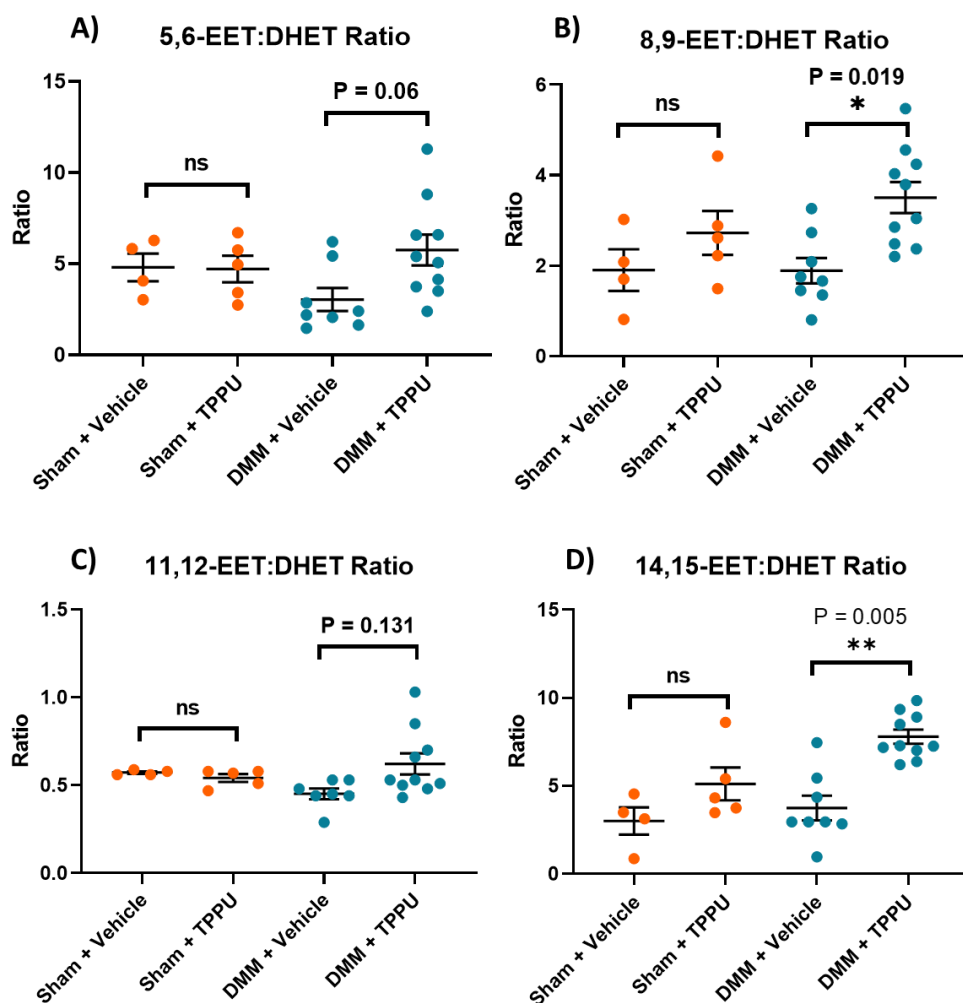 A)
5,6-EET:DHET Ratio
15
10
5
0
Ratio
ns
P = 0.06
Sham + Vehicle
Sham + TPPU
DMM + Vehicle
DMM + TPPU
B)
8,9-EET:DHET Ratio
6
4
2
0
Ratio
ns
P = 0.019
*
Sham + Vehicle
Sham + TPPU
DMM + Vehicle
DMM + TPPU
C)
11,12-EET:DHET Ratio
1.5
1.0
0.5
0.0
Ratio
ns
P = 0.131
Sham + Vehicle
Sham + TPPU
DMM + Vehicle
DMM + TPPU
D)
14,15-EET:DHET Ratio
15
10
5
0
Ratio
ns
P = 0.005
**
Sham + Vehicle
Sham + TPPU
DMM + Vehicle
DMM + TPPU